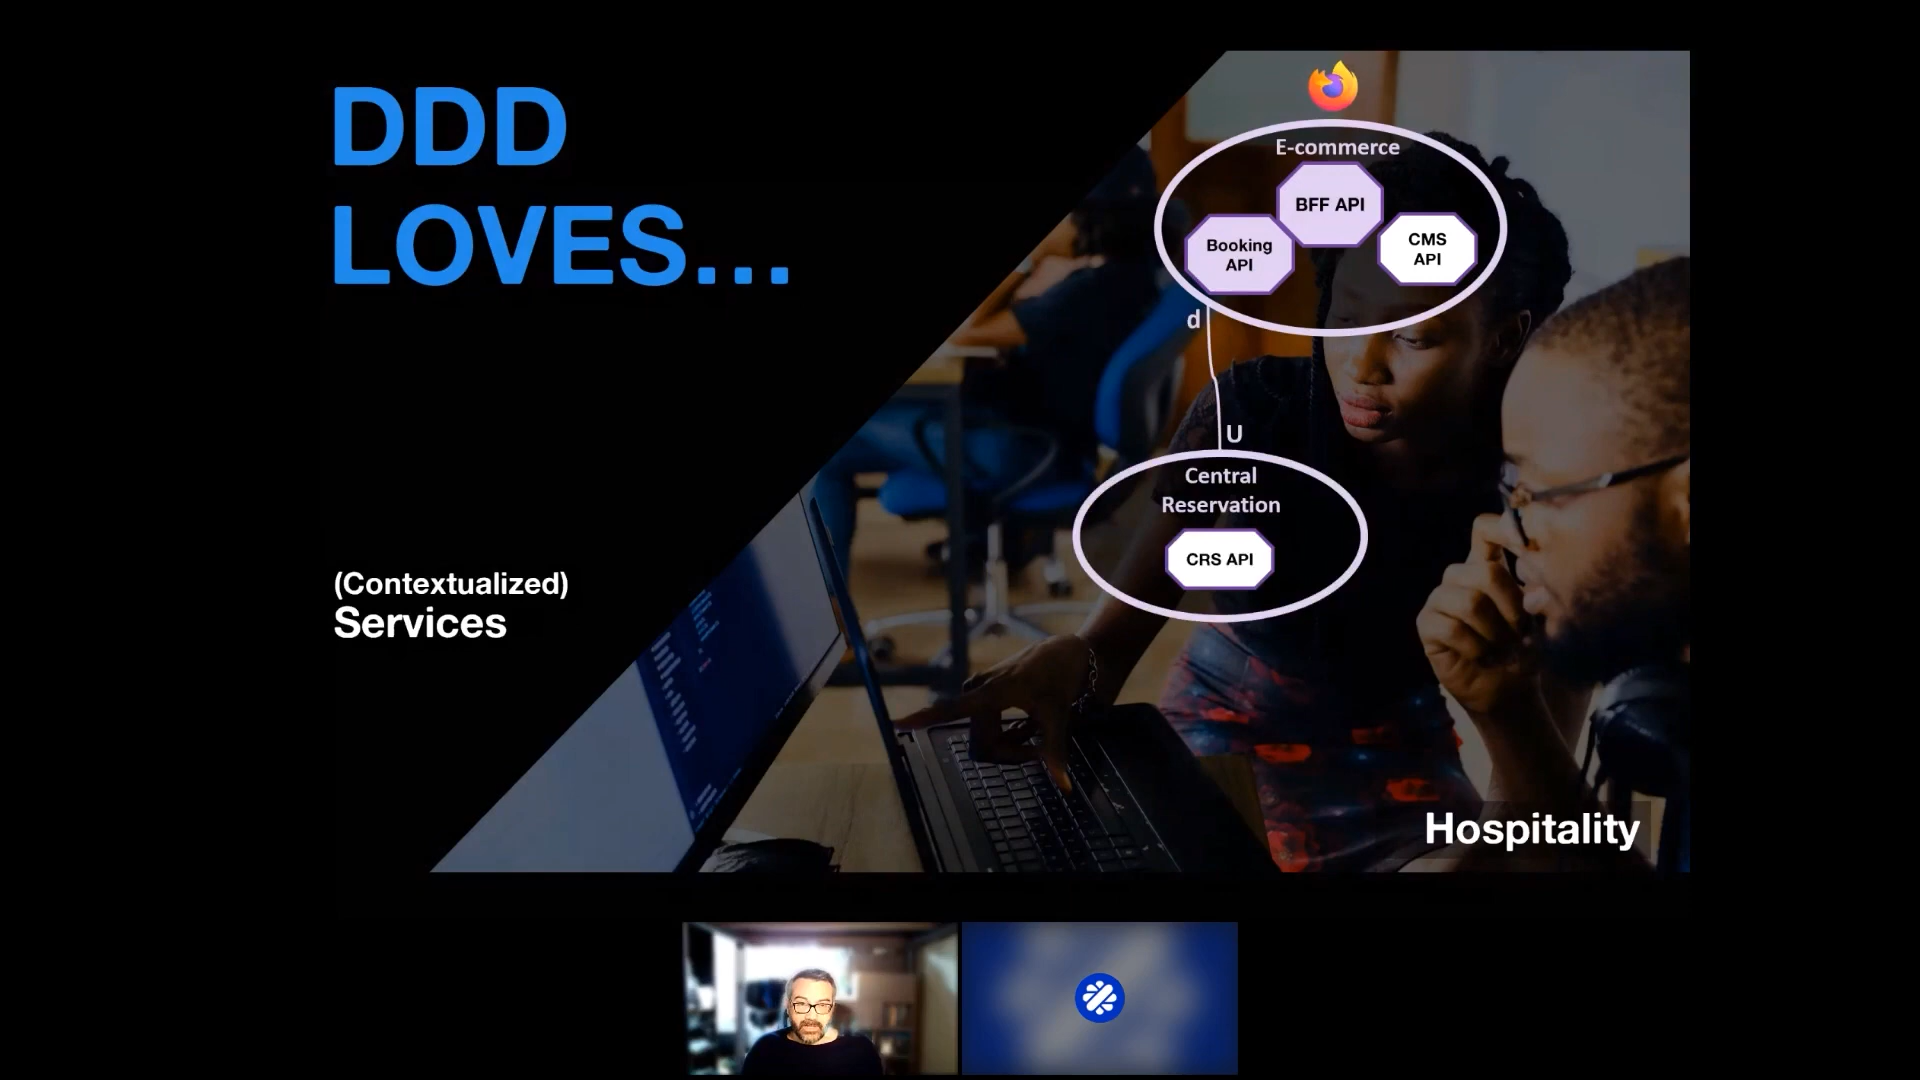 DDD
LOVES...
(Contextualized)
Services
E-commerce
BFF API
Booking
API
CMS
API
d
U
Central
Reservation
CRS API
Hospitality